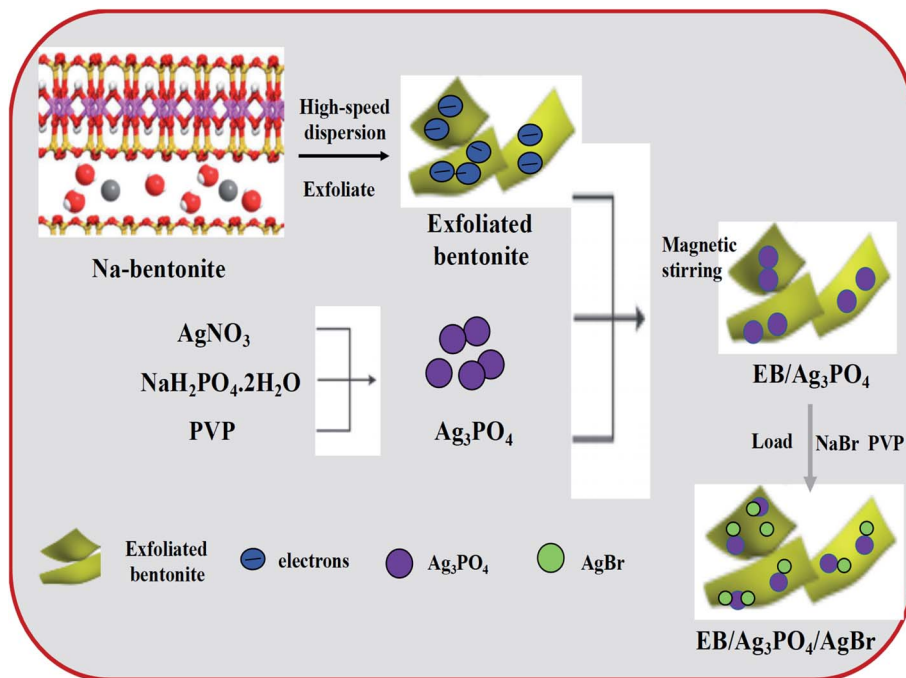 High-speed
dispersion
Exfoliate
Na-bentonite
Exfoliated
bentonite
Magnetic
stirring
AgNO₃
NaH₂PO₄.2H₂O
PVP
Ag₃PO₄
EB/Ag₃PO₄
Load NaBr PVP
EB/Ag₃PO₄/AgBr
Exfoliated
bentonite
electrons
Ag₃PO₄
AgBr